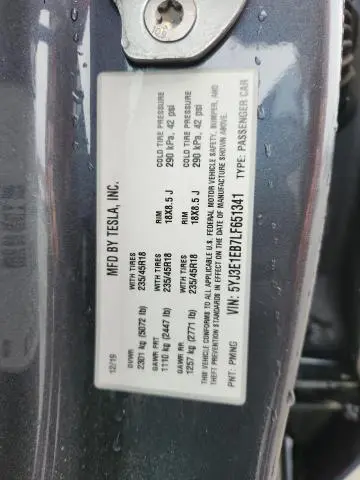 MFD BY TESLA, INC.
12/19
GVWR
2301 kg (5072 lb)
WITH TIRES
235/45R18
RIM
18X8.5 J
COLD TIRE PRESSURE
290 kPa, 42 psi
GAWR FRT
1110 kg (2447 lb)
WITH TIRES
235/45R18
RIM
18X8.5 J
COLD TIRE PRESSURE
290 kPa, 42 psi
GAWR RR
1257 kg (2771 lb)
WITH TIRES
235/45R18
THIS VEHICLE CONFORMS TO ALL APPLICABLE U.S. FEDERAL MOTOR VEHICLE SAFETY, BUMPER, AND
THEFT PREVENTION STANDARDS IN EFFECT ON THE DATE OF MANUFACTURE SHOWN ABOVE.
PNT: PMNG
VIN: 5YJ3E1EB7LF651341
TYPE: PASSENGER CAR